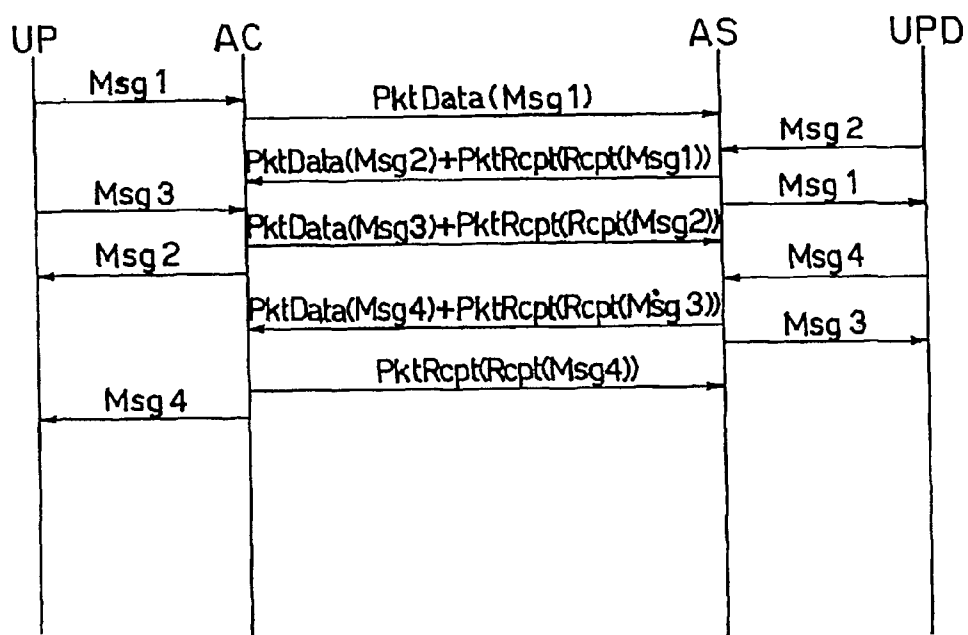 UP AC AS UPD
Msg 1
PktData(Msg1)
Msg 2
PktData(Msg2)+PktRcpt(Rcpt(Msg1))
Msg 3
Msg 1
PktData(Msg3)+PktRcpt(Rcpt(Msg2))
Msg 2
Msg 4
PktData(Msg4)+PktRcpt(Rcpt(Msg3))
Msg 3
PktRcpt(Rcpt(Msg4))
Msg 4